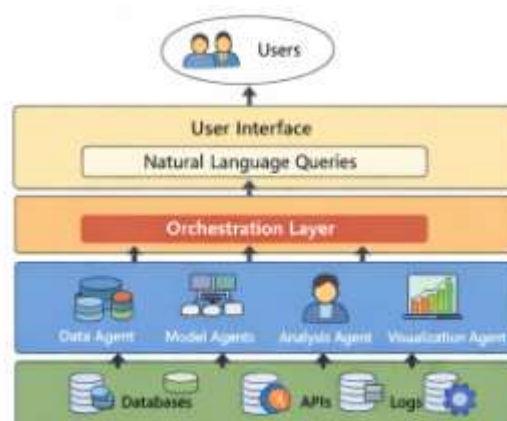 Users
User Interface
Natural Language Queries
Orchestration Layer
Data Agent Model Agents Analysis Agent Visualization Agent
Databases APIs Logs